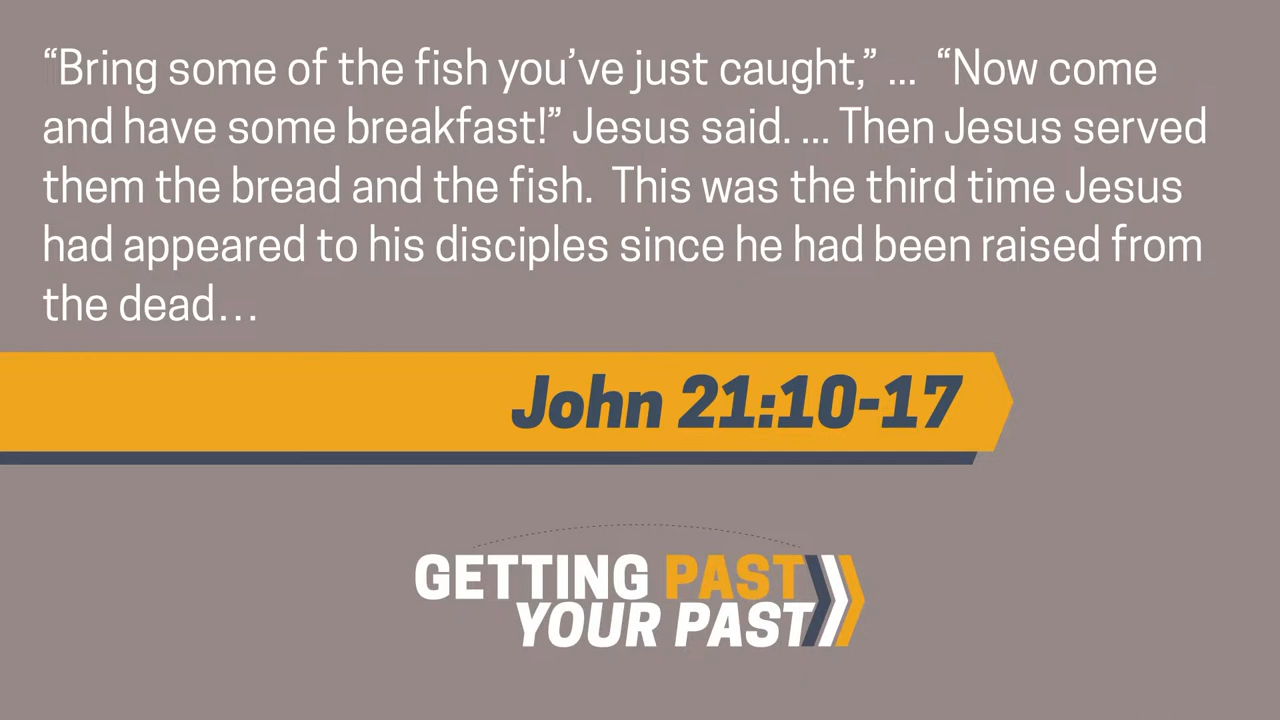 “Bring some of the fish you’ve just caught,” ...  “Now come
and have some breakfast!” Jesus said. ... Then Jesus served
them the bread and the fish.  This was the third time Jesus
had appeared to his disciples since he had been raised from
the dead…
John 21:10-17
GETTING PAST
YOUR PAST